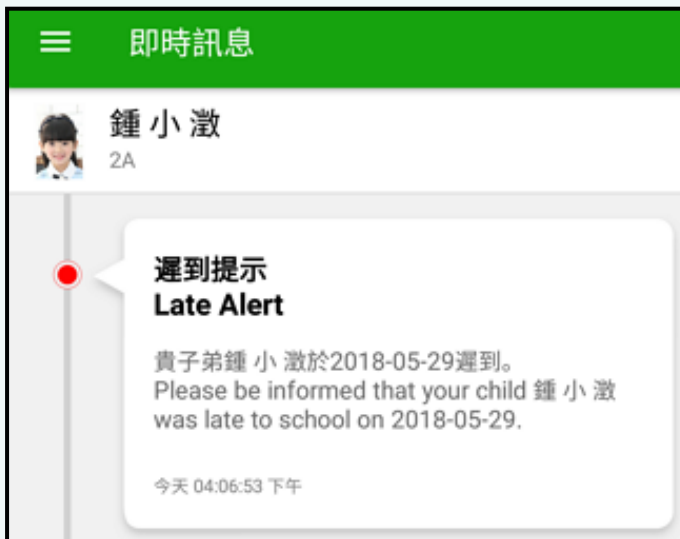 即時訊息
鍾 小 澂
2A
遲到提示
Late Alert
貴子弟鍾 小 澂於2018-05-29遲到。
Please be informed that your child 鍾 小 澂
was late to school on 2018-05-29.
今天 04:06:53 下午